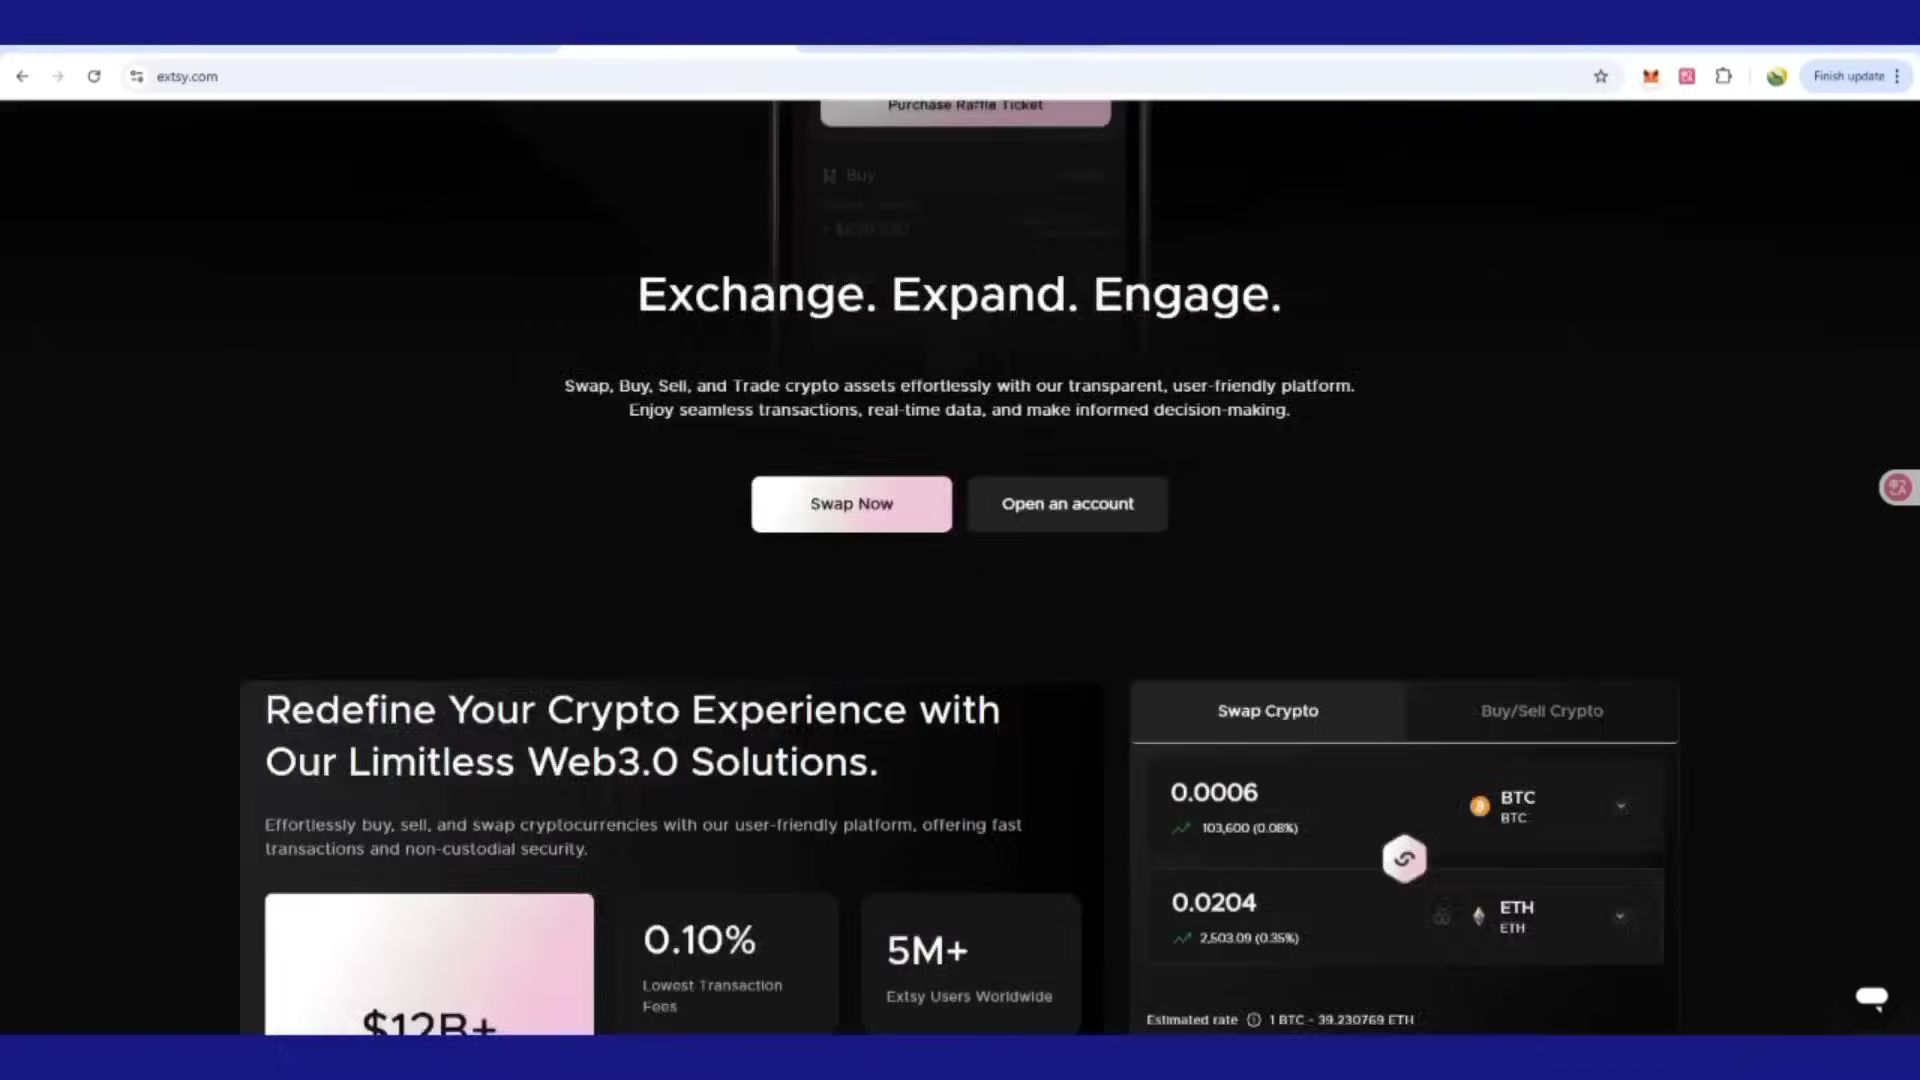 extsy.com
Finish update
Purchase Raffle Ticket
Buy
Exchange. Expand. Engage.
Swap, Buy, Sell, and Trade crypto assets effortlessly with our transparent, user-friendly platform.
Enjoy seamless transactions, real-time data, and make informed decision-making.
Swap Now
Open an account
Redefine Your Crypto Experience with
Our Limitless Web3.0 Solutions.
Effortlessly buy, sell, and swap cryptocurrencies with our user-friendly platform, offering fast
transactions and non-custodial security.
$12B+
0.10%
Lowest Transaction
Fees
5M+
Extsy Users Worldwide
Swap Crypto
Buy/Sell Crypto
0.0006
103,600 (0.08%)
BTC
BTC
0.0204
2,503.09 (0.35%)
ETH
ETH
Estimated rate
1 BTC ~ 39.230769 ETH